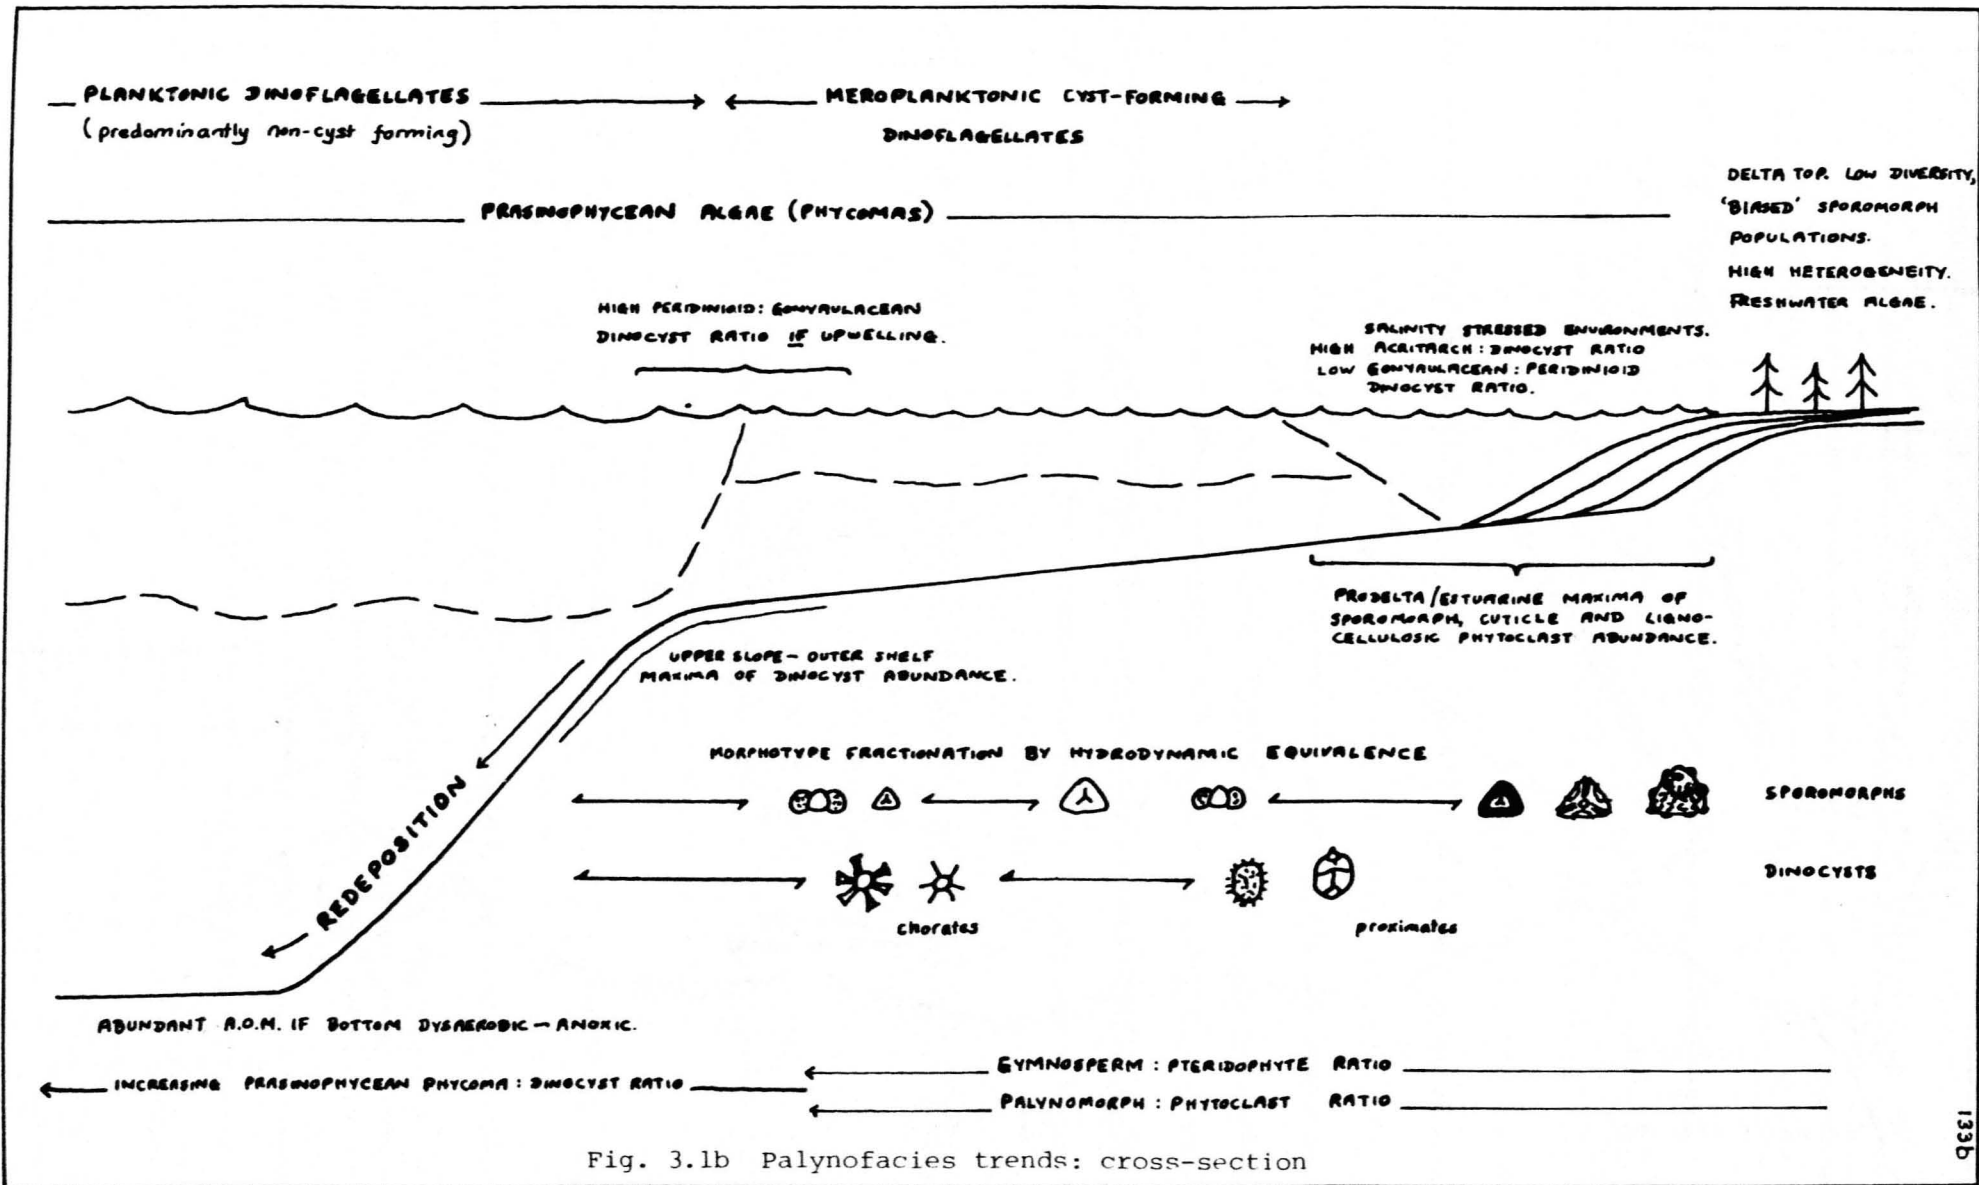 PLANKTONIC DINOFLAGELLATES
(predominantly non-cyst forming)
MEROPLANKTONIC CYST-FORMING
DINOFLAGELLATES
PRASINOPHYCEAN ALGAE (PHYCOMAS)
DELTA TOP. LOW DIVERSITY,
'BIASED' SPOROMORPH
POPULATIONS.
HIGH HETEROGENEITY.
FRESHWATER ALGAE.
HIGH PERIDINIOID: GONYAULACEAN
DINOCYST RATIO IF UPWELLING.
SALINITY STRESSED ENVIRONMENTS.
HIGH ACRITARCH: DINOCYST RATIO
LOW GONYAULACEAN: PERIDINIOID
DINOCYST RATIO.
PRODELTA/ESTUARINE MAXIMA OF
SPOROMORPH, CUTICLE AND LIGNO-
CELLULOSIC PHYTOCLAST ABUNDANCE.
UPPER SLOPE - OUTER SHELF
MAXIMA OF DINOCYST ABUNDANCE.
REDEPOSITION
MORPHOTYPE FRACTIONATION BY HYDRODYNAMIC EQUIVALENCE
SPOROMORPHS
DINOCYSTS
chorates
proximates
ABUNDANT A.O.M. IF BOTTOM DYSAEROBIC - ANOXIC.
INCREASING PRASINOPHYCEAN PHYCOMA: DINOCYST RATIO
GYMNOSPERM: PTERIDOPHYTE RATIO
PALYNOMORPH: PHYTOCLAST RATIO
Fig. 3.1b Palynofacies trends: cross-section
133b